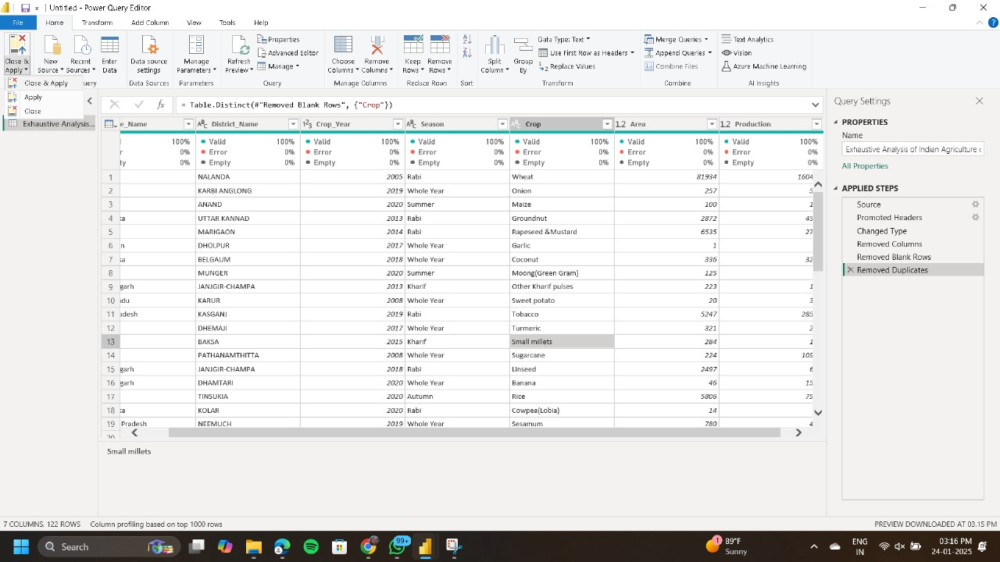 Untitled - Power Query Editor
File Home Transform Add Column View Tools Help
Close & Apply
New Source
Recent Sources
Enter Data
Data source settings
Manage Parameters
Refresh Preview
Properties
Advanced Editor
Manage
Choose Columns
Remove Columns
Keep Rows
Remove Rows
Split Column
Group By
Data Type: Text
Use First Row as Headers
Replace Values
Merge Queries
Append Queries
Combine Files
Text Analytics
Vision
Azure Machine Learning
Data Sources Parameters Query Manage Columns Reduce Rows Sort Transform Combine AI Insights
Close & Apply
Apply
Close
Exhaustive Analysis...
= Table.Distinct(#"Removed Blank Rows", {"Crop"})
e_Name District_Name Crop_Year Season Crop Area Production
100% Valid 100% Valid 100% Valid 100% Valid 100% Valid 100% Valid 100%
0% Error 0% Error 0% Error 0% Error 0% Error 0% Error 0%
0% Empty 0% Empty 0% Empty 0% Empty 0% Empty 0% Empty 0%
1 NALANDA 2005 Rabi Wheat 81934 1604
2 KARBI ANGLONG 2019 Whole Year Onion 257 5
3 ANAND 2020 Summer Maize 100 1
4 ka UTTAR KANNAD 2013 Rabi Groundnut 2872 45
5 MARIGAON 2014 Rabi Rapeseed &Mustard 6535 27
6 n DHOLPUR 2017 Whole Year Garlic 1
7 ka BELGAUM 2018 Whole Year Coconut 336 32
8 MUNGER 2020 Summer Moong(Green Gram) 125
9 garh JANJGIR-CHAMPA 2013 Kharif Other Kharif pulses 223 1
10 du KARUR 2008 Whole Year Sweet potato 20 3
11 adesh KASGANJ 2019 Rabi Tobacco 5247 285
12 DHEMAJI 2017 Whole Year Turmeric 321 2
13 BAKSA 2015 Kharif Small millets 284 1
14 PATHANAMTHITTA 2008 Whole Year Sugarcane 224 109
15 garh JANJGIR-CHAMPA 2018 Rabi Linseed 2497 6
16 garh DHAMTARI 2020 Whole Year Banana 46 15
17 TINSUKIA 2020 Autumn Rice 5806 75
18 ka KOLAR 2020 Rabi Cowpea(Lobia) 14
19 Pradesh NEEMUCH 2019 Whole Year Sesamum 780 4
20
Small millets
Query Settings
PROPERTIES
Name
Exhaustive Analysis of Indian Agriculture
All Properties
APPLIED STEPS
Source
Promoted Headers
Changed Type
Removed Columns
Removed Blank Rows
Removed Duplicates
7 COLUMNS, 122 ROWS Column profiling based on top 1000 rows PREVIEW DOWNLOADED AT 03.15 PM
Search 99+ 1 89°F Sunny ENG IN 03:16 PM 24-01-2025